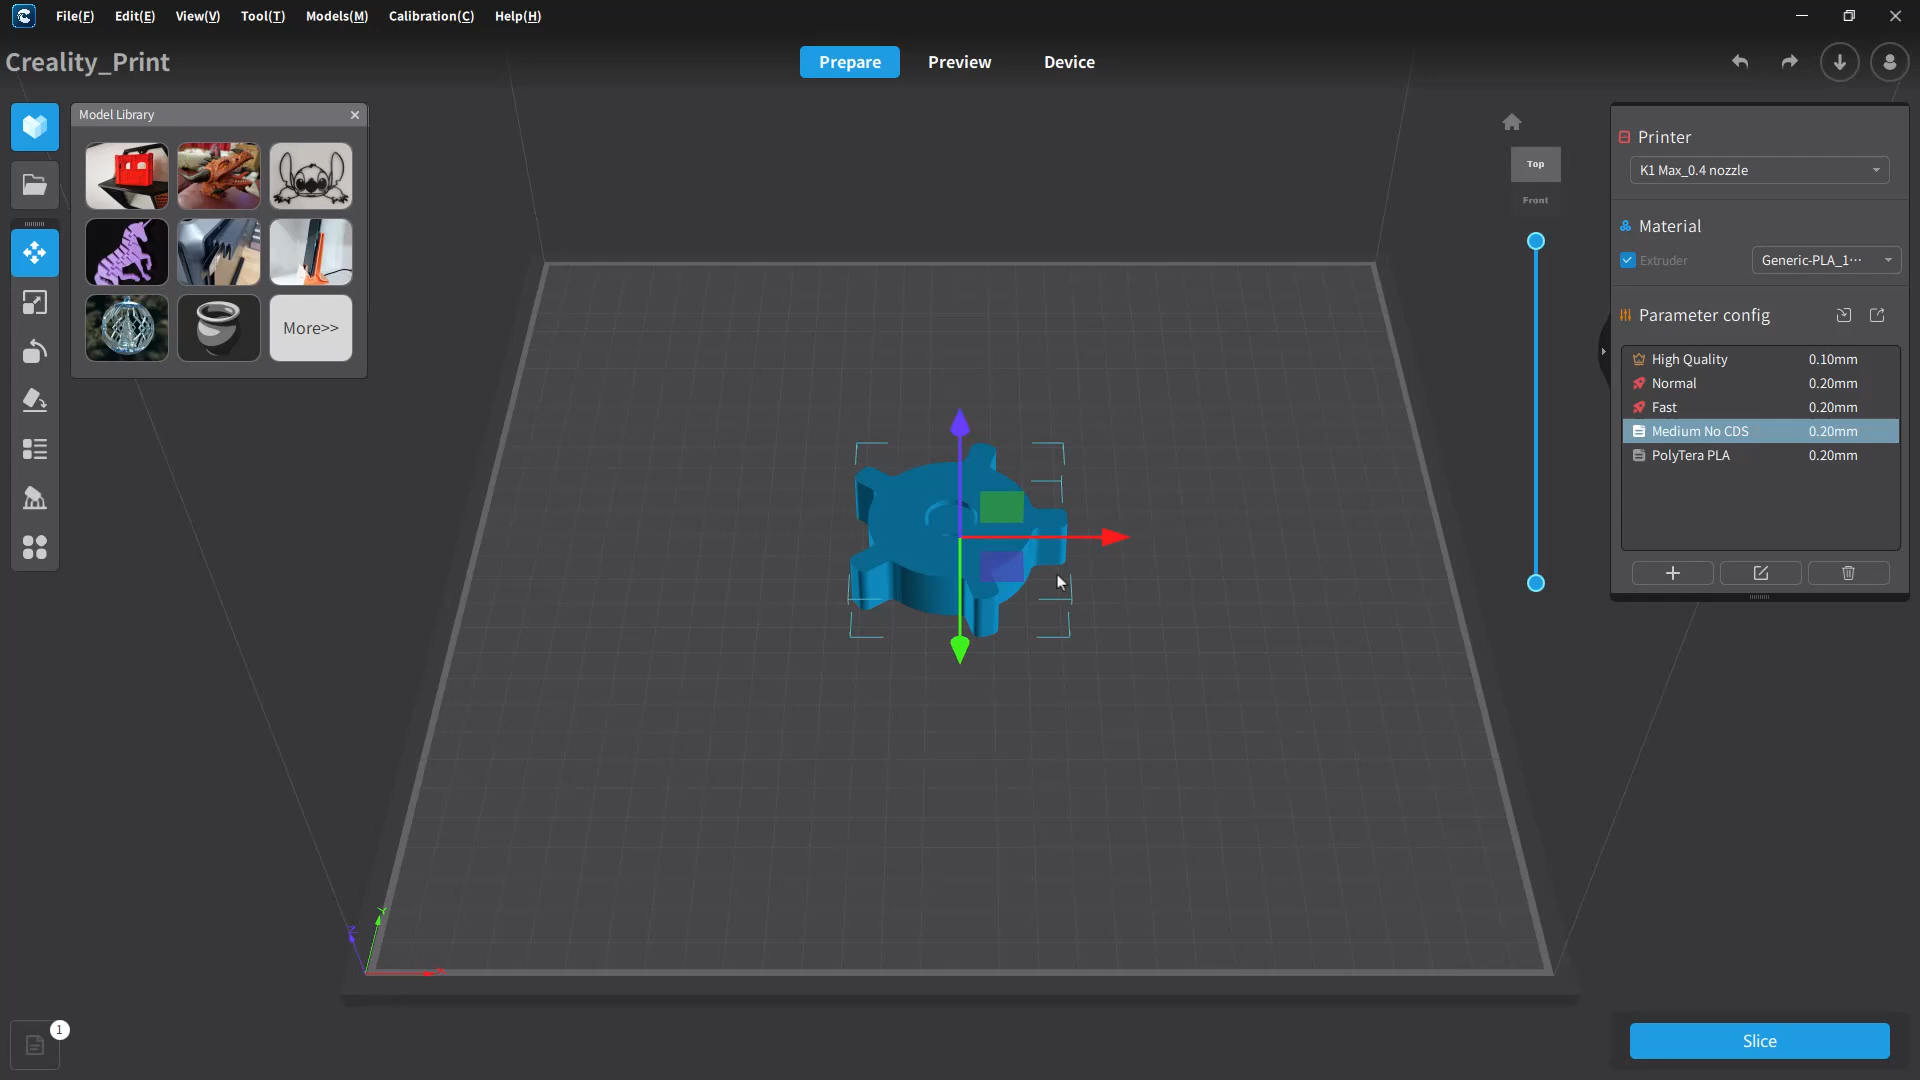 File(F) Edit(E) View(V) Tool(T) Models(M) Calibration(C) Help(H)
Creality_Print
Prepare Preview Device
Model Library
More>>
Top
Front
Printer
K1 Max_0.4 nozzle
Material
Extruder Generic-PLA_1···
Parameter config
High Quality 0.10mm
Normal 0.20mm
Fast 0.20mm
Medium No CDS 0.20mm
PolyTera PLA 0.20mm
Y
Z
1
Slice